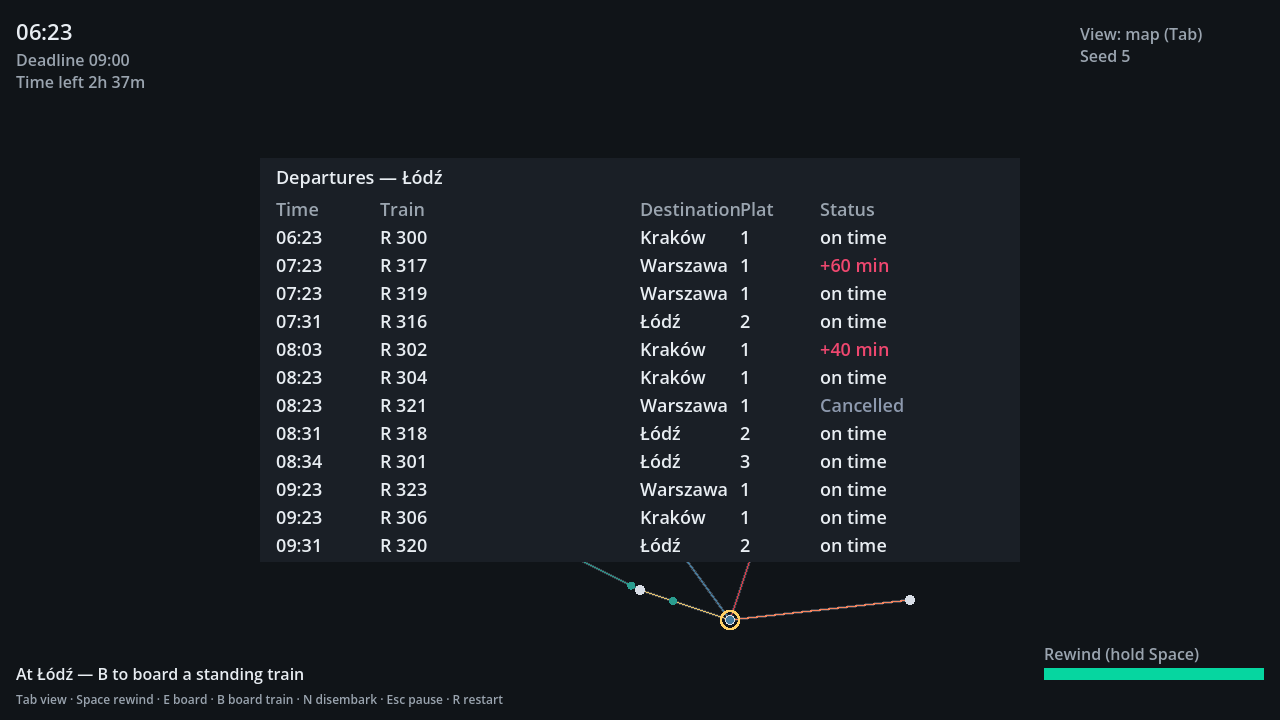 06:23
Deadline 09:00
Time left 2h 37m
View: map (Tab)
Seed 5
Departures — Łódź
Time Train Destination Plat Status
06:23 R 300 Kraków 1 on time
07:23 R 317 Warszawa 1 +60 min
07:23 R 319 Warszawa 1 on time
07:31 R 316 Łódź 2 on time
08:03 R 302 Kraków 1 +40 min
08:23 R 304 Kraków 1 on time
08:23 R 321 Warszawa 1 Cancelled
08:31 R 318 Łódź 2 on time
08:34 R 301 Łódź 3 on time
09:23 R 323 Warszawa 1 on time
09:23 R 306 Kraków 1 on time
09:31 R 320 Łódź 2 on time
Rewind (hold Space)
At Łódź — B to board a standing train
Tab view · Space rewind · E board · B board train · N disembark · Esc pause · R restart